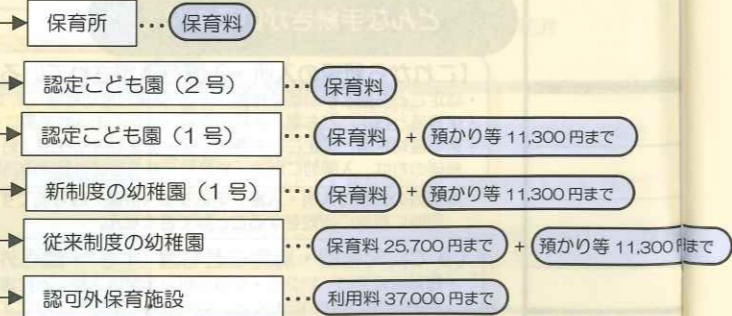 保育所 … 保育料
認定こども園（2号） … 保育料
認定こども園（1号） … 保育料 + 預かり等 11,300円まで
新制度の幼稚園（1号） … 保育料 + 預かり等 11,300円まで
従来制度の幼稚園 … 保育料 25,700円まで + 預かり等 11,300円まで
認可外保育施設 … 利用料 37,000円まで